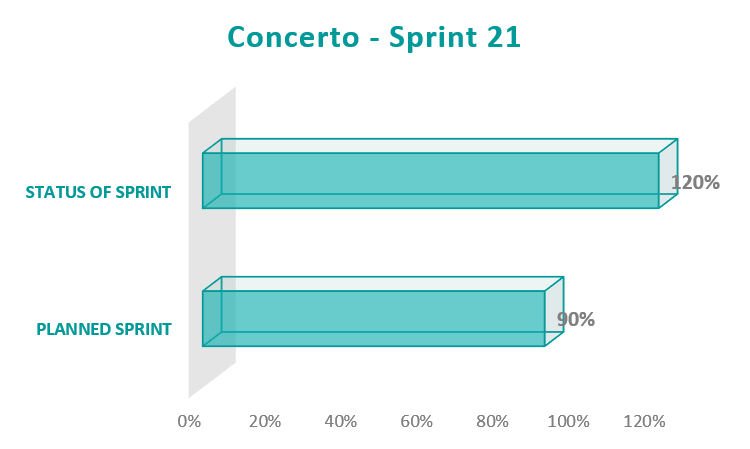 Concerto - Sprint 21
STATUS OF SPRINT
120%
PLANNED SPRINT
90%
0% 20% 40% 60% 80% 100% 120%